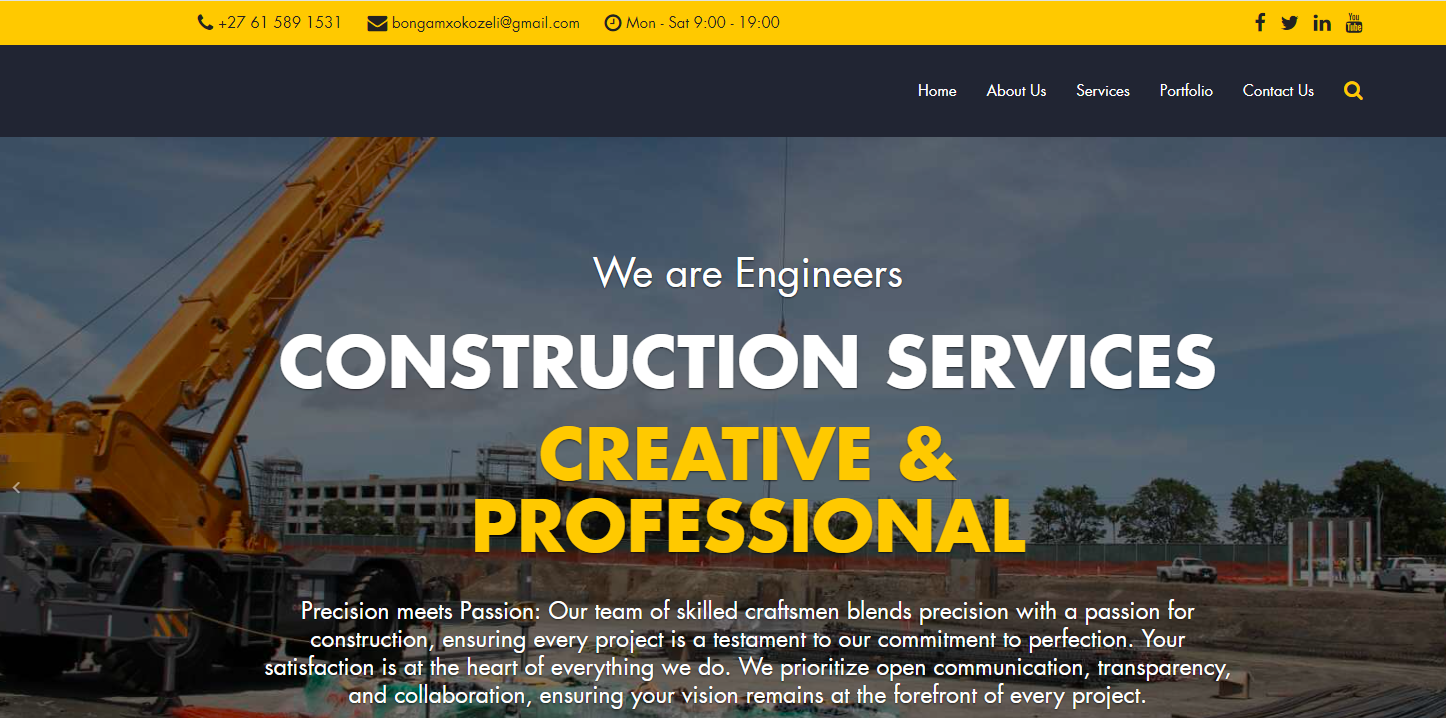 +27 61 589 1531 bongamxokozeli@gmail.com Mon - Sat 9:00 - 19:00
You
Tube
Home About Us Services Portfolio Contact Us
We are Engineers
CONSTRUCTION SERVICES
CREATIVE &
PROFESSIONAL
Precision meets Passion: Our team of skilled craftsmen blends precision with a passion for
construction, ensuring every project is a testament to our commitment to perfection. Your
satisfaction is at the heart of everything we do. We prioritize open communication, transparency,
and collaboration, ensuring your vision remains at the forefront of every project.